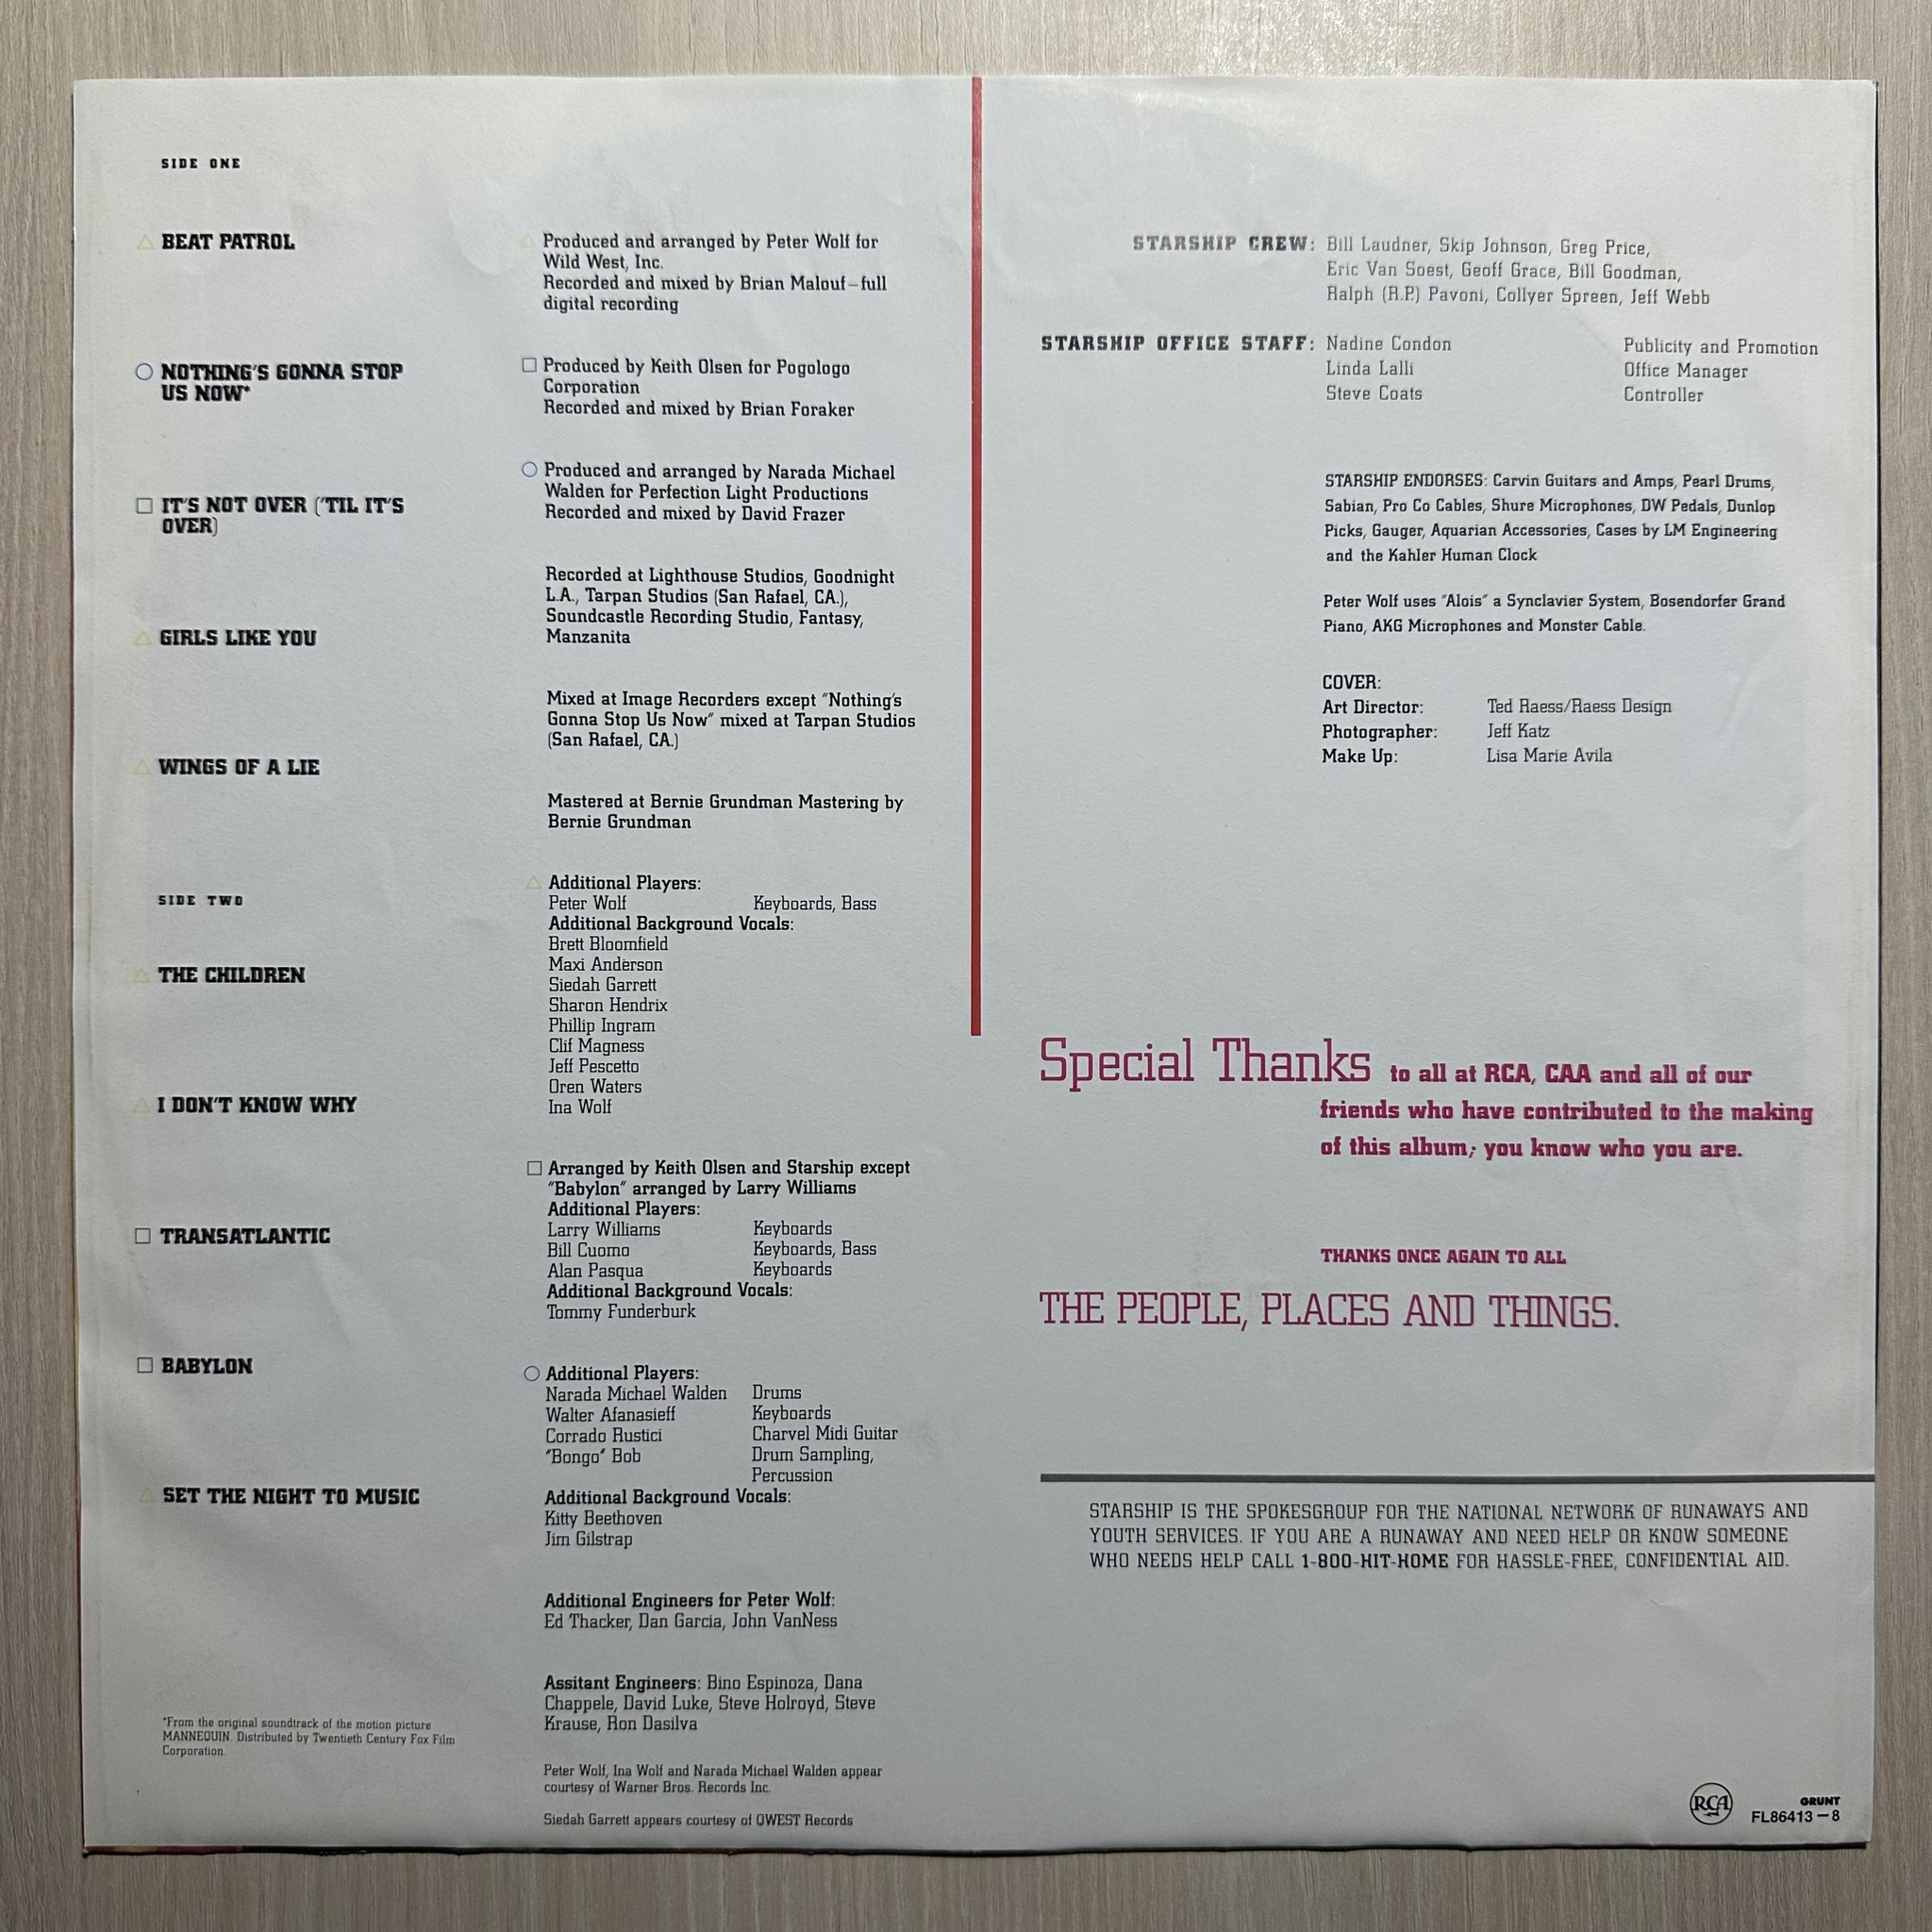 SIDE ONE
BEAT PATROL
NOTHING'S GONNA STOP
US NOW*
IT'S NOT OVER ('TIL IT'S
OVER)
GIRLS LIKE YOU
WINGS OF A LIE
SIDE TWO
THE CHILDREN
I DON'T KNOW WHY
TRANSATLANTIC
BABYLON
SET THE NIGHT TO MUSIC
*From the original soundtrack of the motion picture
MANNEQUIN. Distributed by Twentieth Century Fox Film
Corporation.
Produced and arranged by Peter Wolf for
Wild West, Inc.
Recorded and mixed by Brian Malouf–full
digital recording
Produced by Keith Olsen for Pogologo
Corporation
Recorded and mixed by Brian Foraker
Produced and arranged by Narada Michael
Walden for Perfection Light Productions
Recorded and mixed by David Frazer
Recorded at Lighthouse Studios, Goodnight
L.A., Tarpan Studios (San Rafael, CA.),
Soundcastle Recording Studio, Fantasy,
Manzanita
Mixed at Image Recorders except "Nothing's
Gonna Stop Us Now" mixed at Tarpan Studios
(San Rafael, CA.)
Mastered at Bernie Grundman Mastering by
Bernie Grundman
Additional Players:
Peter Wolf Keyboards, Bass
Additional Background Vocals:
Brett Bloomfield
Maxi Anderson
Siedah Garrett
Sharon Hendrix
Phillip Ingram
Clif Magness
Jeff Pescetto
Oren Waters
Ina Wolf
Arranged by Keith Olsen and Starship except
"Babylon" arranged by Larry Williams
Additional Players:
Larry Williams Keyboards
Bill Cuomo Keyboards, Bass
Alan Pasqua Keyboards
Additional Background Vocals:
Tommy Funderburk
Additional Players:
Narada Michael Walden Drums
Walter Afanasieff Keyboards
Corrado Rustici Charvel Midi Guitar
"Bongo" Bob Drum Sampling,
Percussion
Additional Background Vocals:
Kitty Beethoven
Jim Gilstrap
Additional Engineers for Peter Wolf:
Ed Thacker, Dan Garcia, John VanNess
Assitant Engineers: Bino Espinoza, Dana
Chappele, David Luke, Steve Holroyd, Steve
Krause, Ron Dasilva
Peter Wolf, Ina Wolf and Narada Michael Walden appear
courtesy of Warner Bros. Records Inc.
Siedah Garrett appears courtesy of QWEST Records
STARSHIP CREW: Bill Laudner, Skip Johnson, Greg Price,
Eric Van Soest, Geoff Grace, Bill Goodman,
Ralph (R.P.) Pavoni, Collyer Spreen, Jeff Webb
STARSHIP OFFICE STAFF: Nadine Condon Publicity and Promotion
Linda Lalli Office Manager
Steve Coats Controller
STARSHIP ENDORSES: Carvin Guitars and Amps, Pearl Drums,
Sabian, Pro Co Cables, Shure Microphones, DW Pedals, Dunlop
Picks, Gauger, Aquarian Accessories, Cases by LM Engineering
and the Kahler Human Clock
Peter Wolf uses "Alois" a Synclavier System, Bosendorfer Grand
Piano, AKG Microphones and Monster Cable.
COVER:
Art Director: Ted Raess/Raess Design
Photographer: Jeff Katz
Make Up: Lisa Marie Avila
Special Thanks to all at RCA, CAA and all of our
friends who have contributed to the making
of this album; you know who you are.
THANKS ONCE AGAIN TO ALL
THE PEOPLE, PLACES AND THINGS.
STARSHIP IS THE SPOKESGROUP FOR THE NATIONAL NETWORK OF RUNAWAYS AND
YOUTH SERVICES. IF YOU ARE A RUNAWAY AND NEED HELP OR KNOW SOMEONE
WHO NEEDS HELP CALL 1-800-HIT-HOME FOR HASSLE-FREE, CONFIDENTIAL AID.
RCA GRUNT
FL86413–8